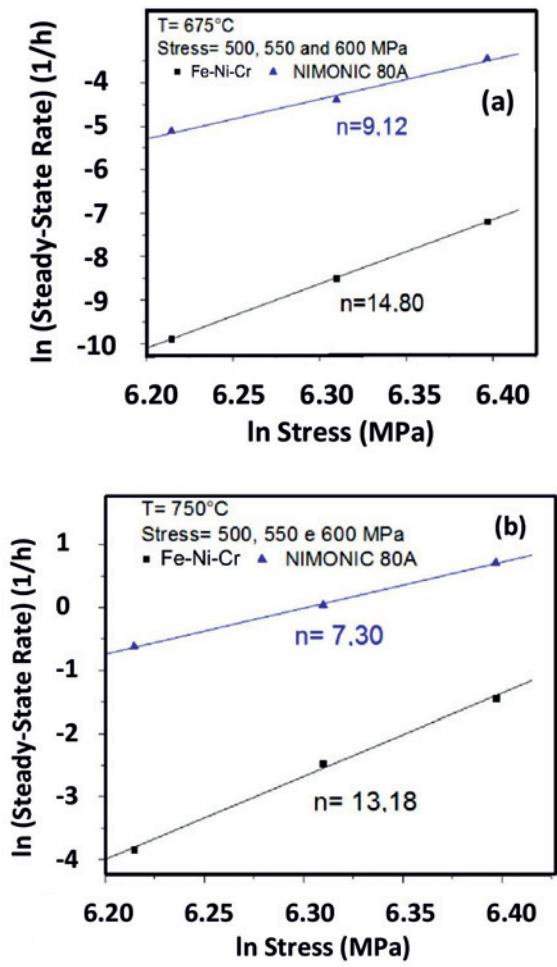 T= 675°C
Stress= 500, 550 and 600 MPa
Fe-Ni-Cr NIMONIC 80A
(a)
n=9,12
n=14,80
-4
-5
-6
-7
-8
-9
-10
6.20 6.25 6.30 6.35 6.40
ln Stress (MPa)
ln (Steady-State Rate) (1/h)
T= 750°C
Stress= 500, 550 e 600 MPa
Fe-Ni-Cr NIMONIC 80A
(b)
n= 7,30
n= 13,18
1
0
-1
-2
-3
-4
6.20 6.25 6.30 6.35 6.40
ln Stress (MPa)
ln (Steady-State Rate) (1/h)